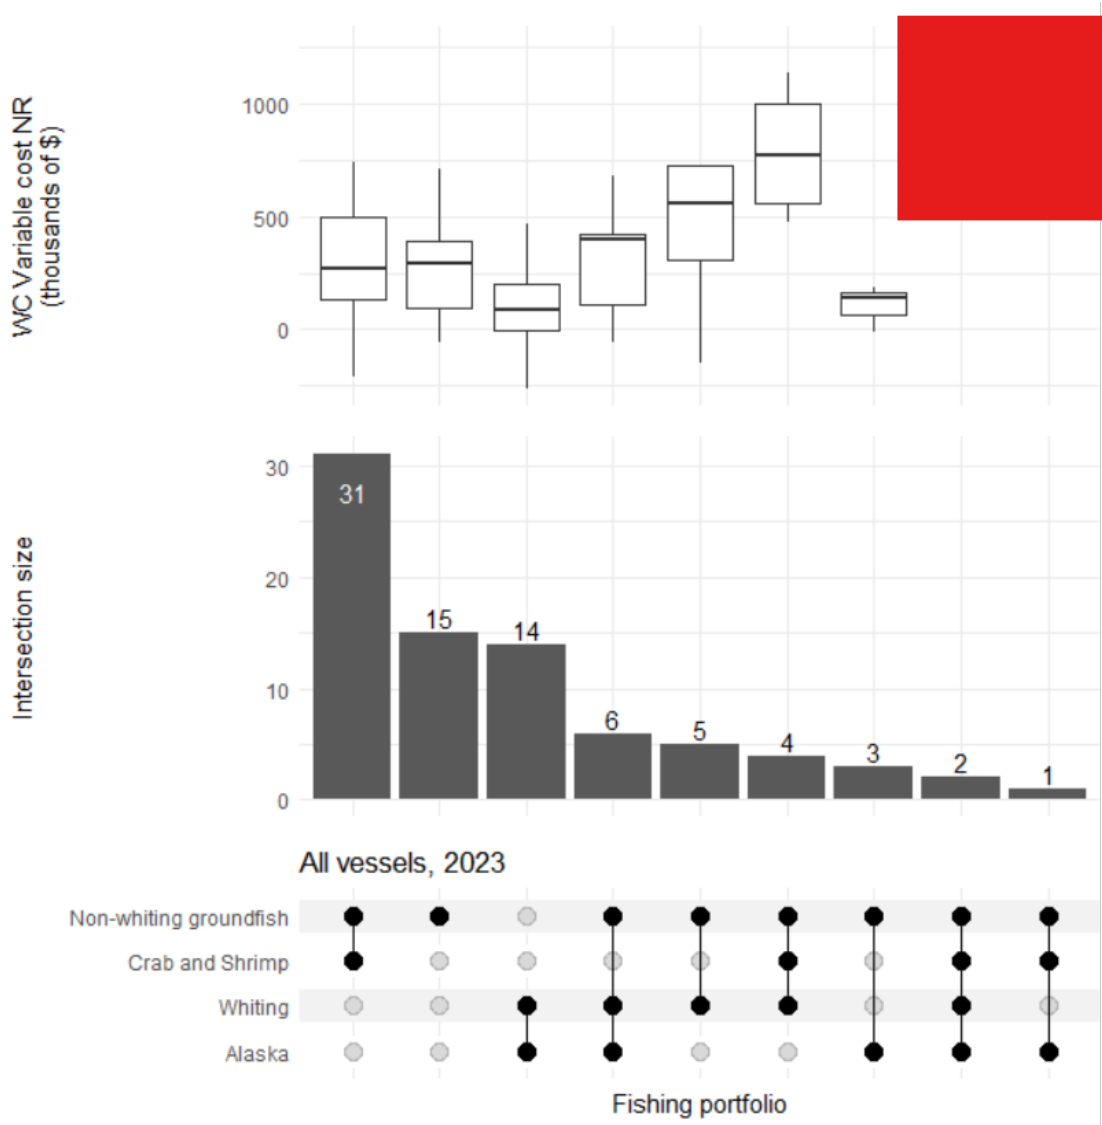 WC Variable cost NR
(thousands of $)
1000
500
0
Intersection size
30
20
10
0
31
15
14
6
5
4
3
2
1
All vessels, 2023
Non-whiting groundfish
Crab and Shrimp
Whiting
Alaska
Fishing portfolio